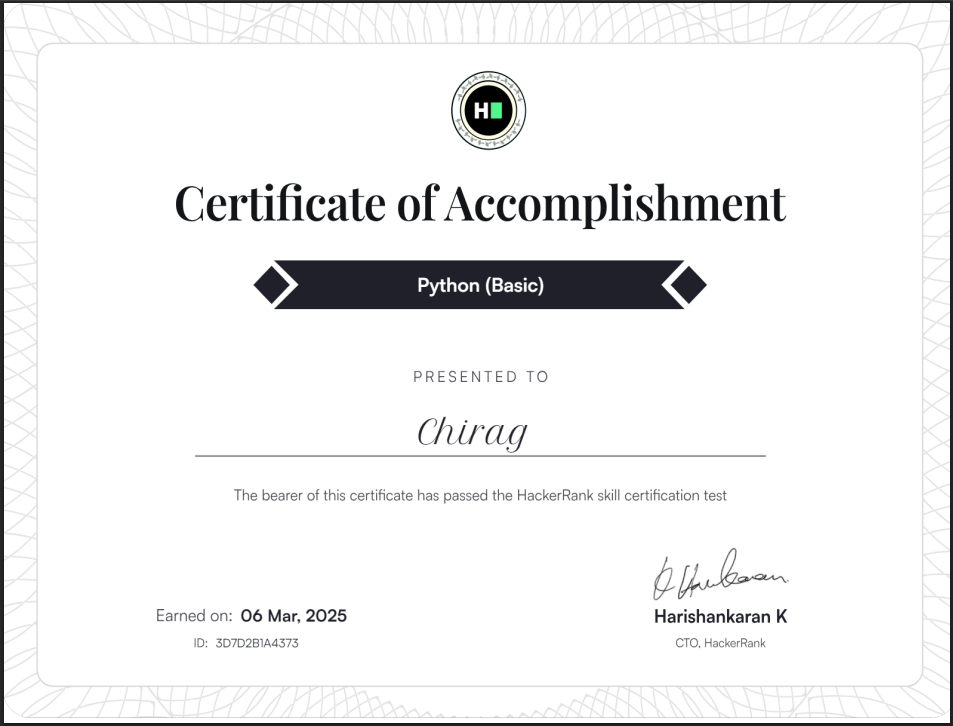 H
Certificate of Accomplishment
Python (Basic)
PRESENTED TO
Chirag
The bearer of this certificate has passed the HackerRank skill certification test
Earned on: 06 Mar, 2025
ID: 3D7D2B1A4373
Harishankaran K
CTO, HackerRank